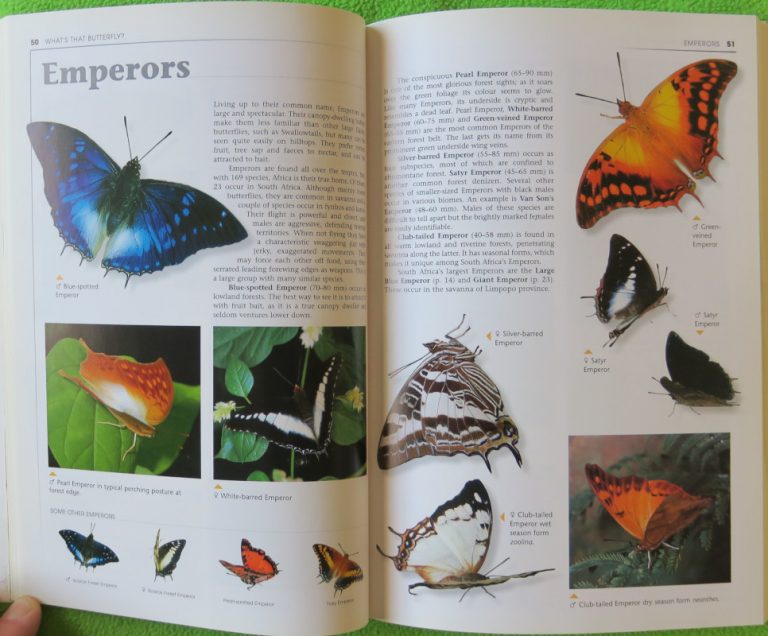 50 WHAT'S THAT BUTTERFLY?
Emperors
Living up to their common name, Emperors
large and spectacular. Their canopy-dwelling
make them less familiar than other large
butterflies, such as Swallowtails, but many can
seen quite easily on hilltops. They prefer
fruit, tree sap and faeces to nectar, and can
attracted to bait.
Emperors are found all over the tropics, but
with 169 species, Africa is their true home. Of these
23 occur in South Africa. Although many
butterflies, they are common in savanna and a
couple of species occur in fynbos and
Their flight is powerful and direct, and
males are aggressive, defending
territories. When not flying they have
a characteristic swaggering gait with
jerky, exaggerated movements. They
may force each other off food, using the
serrated leading forewing edges as weapons. This is
a large group with many similar species.
Blue-spotted Emperor (70–80 mm) occurs in
lowland forests. The best way to see it is to attract
with fruit bait, as it is a true canopy dweller and
seldom ventures lower down.
♂ Blue-spotted
Emperor
♂ Pearl Emperor in typical perching posture at
forest edge.
♀ White-barred Emperor
SOME OTHER EMPERORS
♂ Scarce Forest Emperor
♀ Scarce Forest Emperor
Pearl-spotted Emperor
Foxy Emperor
EMPERORS 51
The conspicuous Pearl Emperor (65–90 mm)
is one of the most glorious forest sights; as it soars
over the green foliage its colour seems to glow.
Like many Emperors, its underside is cryptic and
resembles a dead leaf. Pearl Emperor, White-barred
Emperor (60–75 mm) and Green-veined Emperor
mm) are the most common Emperors of the
eastern forest belt. The last gets its name from its
prominent green underside wing veins.
Silver-barred Emperor (55–85 mm) occurs as
four subspecies, most of which are confined to
montane forest. Satyr Emperor (45–65 mm) is
another common forest denizen. Several other
species of smaller-sized Emperors with black males
occur in various biomes. An example is Van Son's
Emperor (48–60 mm). Males of these species are
difficult to tell apart but the brightly marked females
are easily identifiable.
Club-tailed Emperor (40–58 mm) is found in
all warm lowland and riverine forests, penetrating
savanna along the latter. It has seasonal forms, which
makes it unique among South Africa's Emperors.
South Africa's largest Emperors are the Large
Blue Emperor (p. 14) and Giant Emperor (p. 23).
These occur in the savanna of Limpopo province.
♂ Green-
veined
Emperor
♀ Satyr
Emperor
♂ Satyr
Emperor
♀ Silver-barred
Emperor
♀ Club-tailed
Emperor wet
season form
zoolina.
♂ Club-tailed Emperor dry season form neanthes.